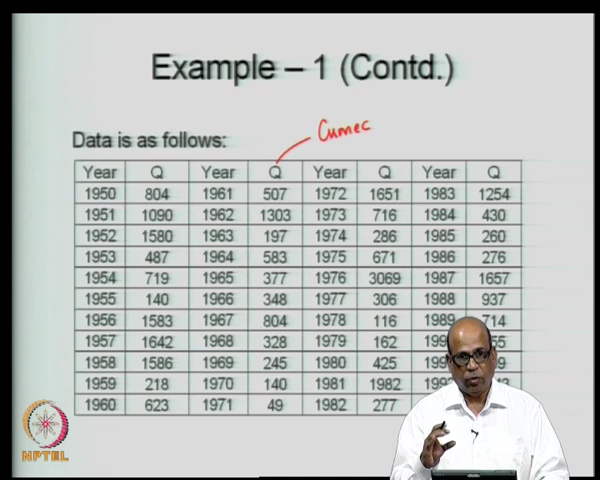 Example – 1 (Contd.)
Data is as follows:
Cumec
Year Q Year Q Year Q Year Q
1950 804 1961 507 1972 1651 1983 1254
1951 1090 1962 1303 1973 716 1984 430
1952 1580 1963 197 1974 286 1985 260
1953 487 1964 583 1975 671 1986 276
1954 719 1965 377 1976 3069 1987 1657
1955 140 1966 348 1977 306 1988 937
1956 1583 1967 804 1978 116 1989 714
1957 1642 1968 328 1979 162
1958 1586 1969 245 1980 425
1959 218 1970 140 1981 1982
1960 623 1971 49 1982 277
NPTEL